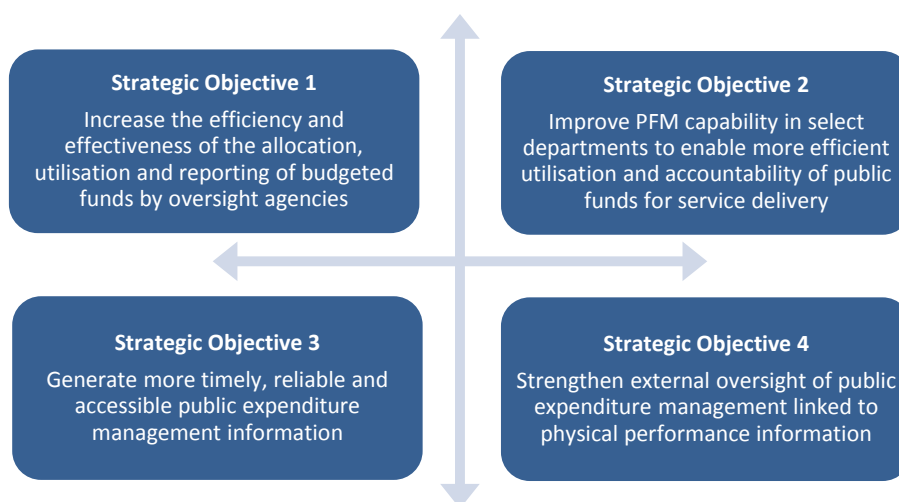 Strategic Objective 1
Increase the efficiency and
effectiveness of the allocation,
utilisation and reporting of budgeted
funds by oversight agencies
Strategic Objective 2
Improve PFM capability in select
departments to enable more efficient
utilisation and accountability of public
funds for service delivery
Strategic Objective 3
Generate more timely, reliable and
accessible public expenditure
management information
Strategic Objective 4
Strengthen external oversight of public
expenditure management linked to
physical performance information